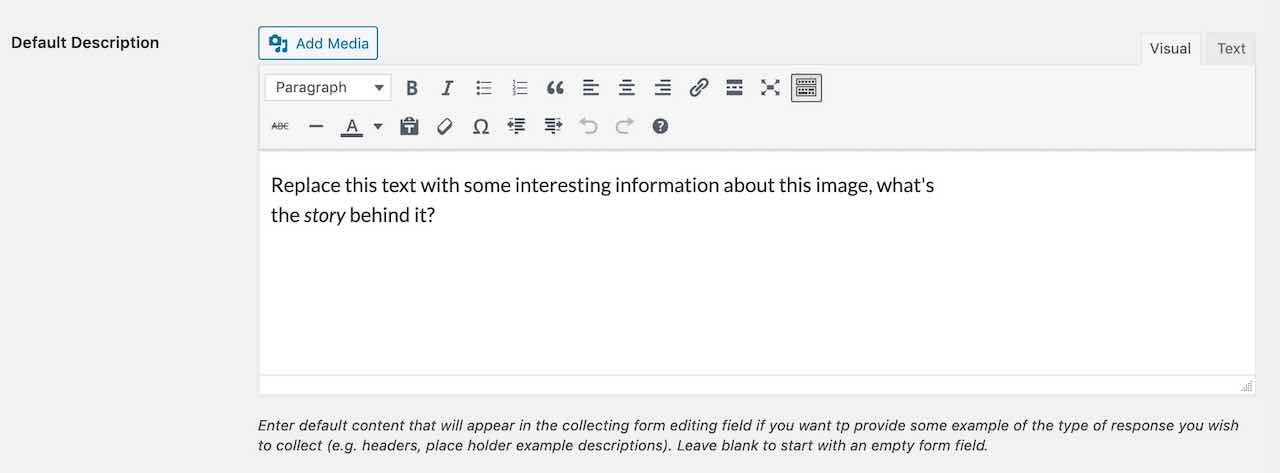 Default Description
Add Media
Visual Text
Paragraph B I
ABC A T Ω ?
Replace this text with some interesting information about this image, what's
the story behind it?
Enter default content that will appear in the collecting form editing field if you want tp provide some example of the type of response you wish
to collect (e.g. headers, place holder example descriptions). Leave blank to start with an empty form field.